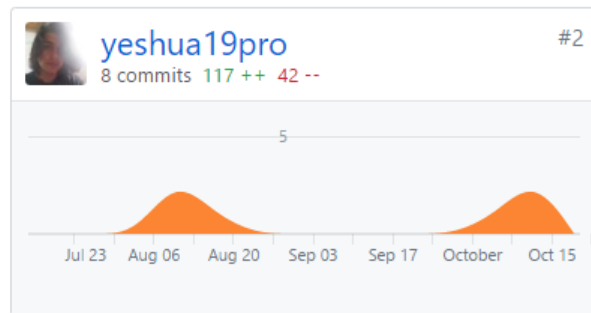 yeshua19pro #2
8 commits 117 ++ 42 --
5
Jul 23 Aug 06 Aug 20 Sep 03 Sep 17 October Oct 15